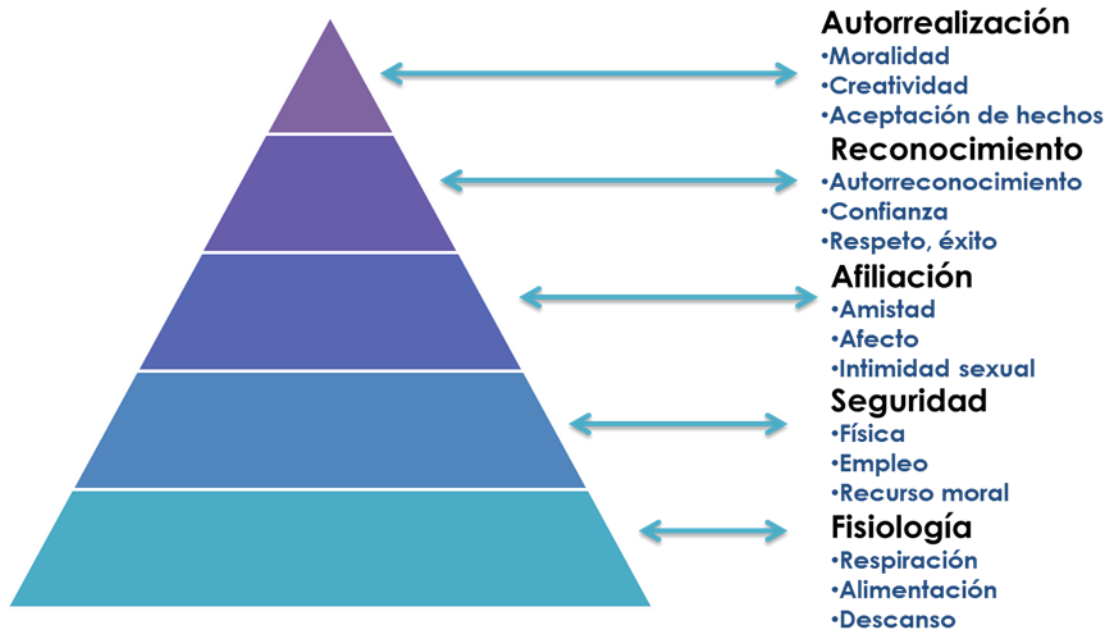 Autorrealización
•Moralidad
•Creatividad
•Aceptación de hechos
Reconocimiento
•Autorreconocimiento
•Confianza
•Respeto, éxito
Afiliación
•Amistad
•Afecto
•Intimidad sexual
Seguridad
•Física
•Empleo
•Recurso moral
Fisiología
•Respiración
•Alimentación
•Descanso